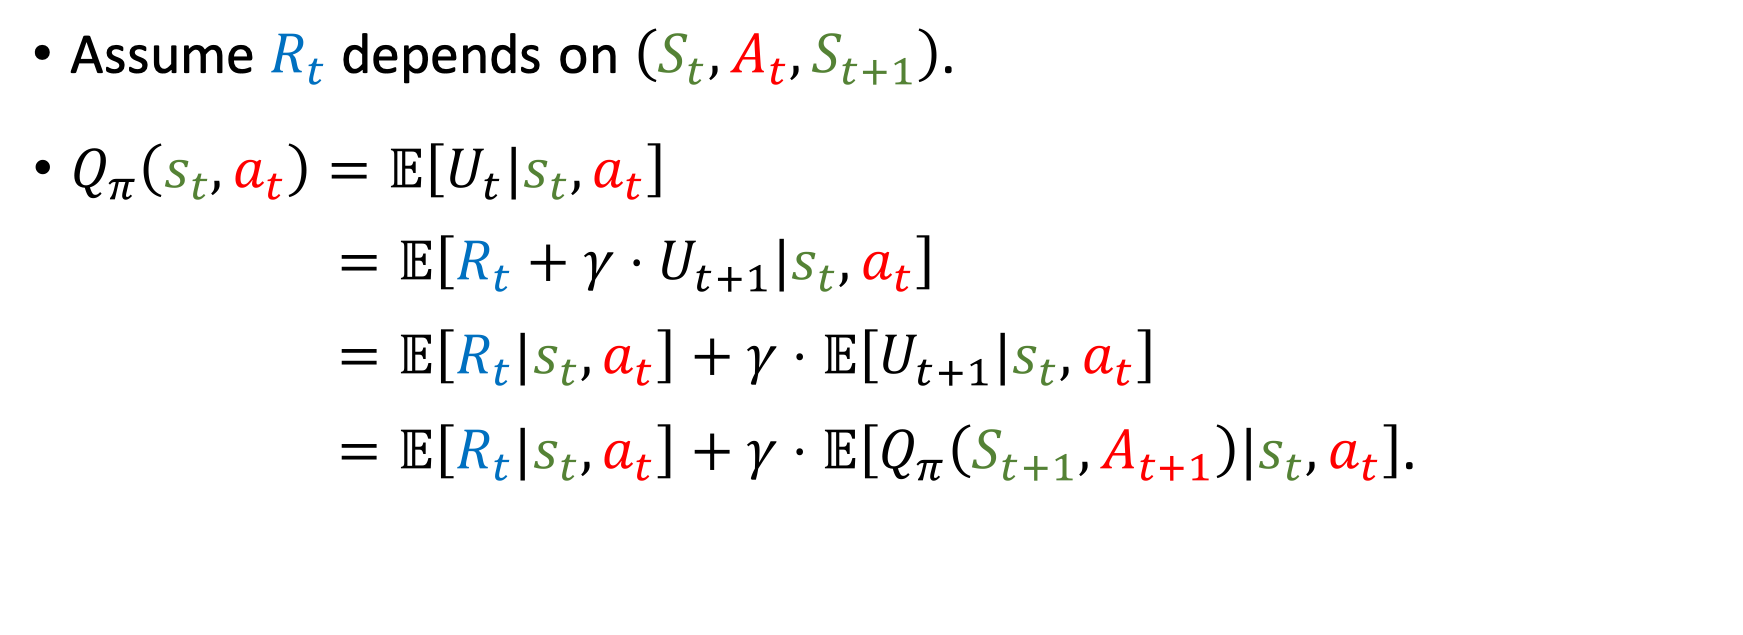 • Assume Rₜ depends on (Sₜ, Aₜ, Sₜ₊₁).
• Q_π(sₜ, aₜ) = 𝔼[Uₜ|sₜ, aₜ]
= 𝔼[Rₜ + γ · Uₜ₊₁|sₜ, aₜ]
= 𝔼[Rₜ|sₜ, aₜ] + γ · 𝔼[Uₜ₊₁|sₜ, aₜ]
= 𝔼[Rₜ|sₜ, aₜ] + γ · 𝔼[Q_π(Sₜ₊₁, Aₜ₊₁)|sₜ, aₜ].